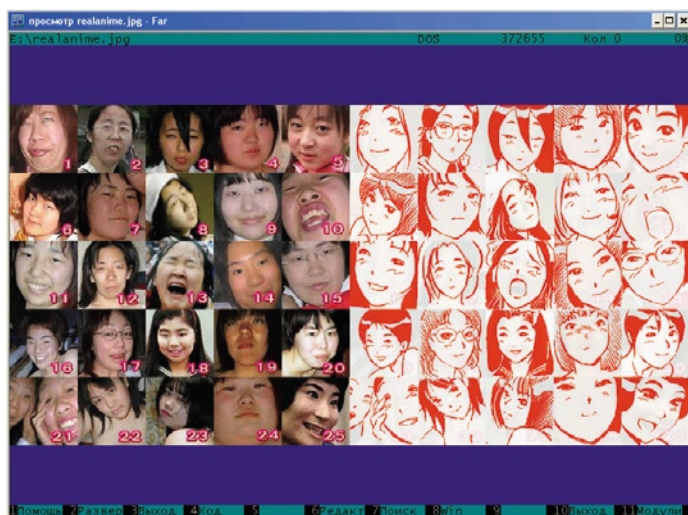 просмотр realanime.jpg - Far
E:\realanime.jpg DOS 372655 Кол 0 0%
1 2 3 4 5
6 7 8 9 10
11 12 13 14 15
16 17 18 19 20
21 22 23 24 25
1Помощь 2Развер 3Выход 4Код 5 6Редакт 7Поиск 8Win 9 10Выход 11Модули